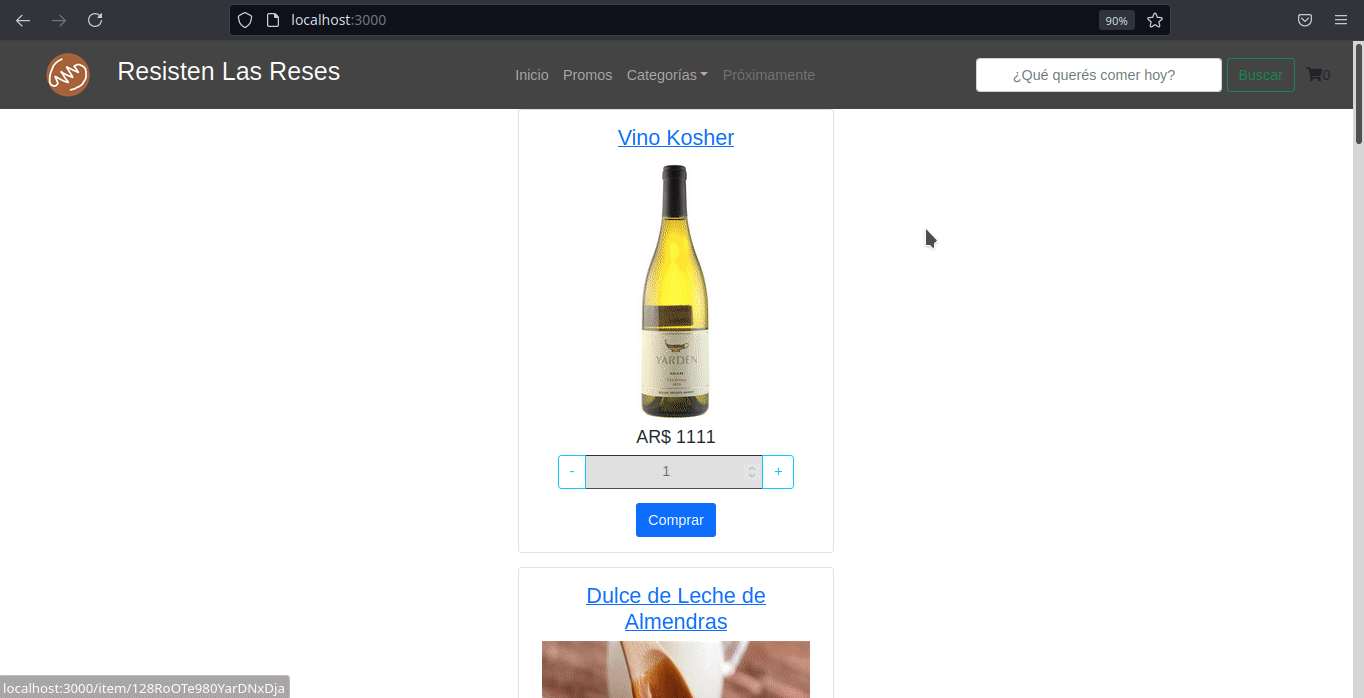 localhost:3000
90%
Resisten Las Reses
Inicio Promos Categorías Próximamente
¿Qué querés comer hoy? Buscar 0
Vino Kosher
YARDEN
AR$ 1111
- 1 +
Comprar
Dulce de Leche de
Almendras
localhost:3000/item/128RoOTe980YarDNxDja